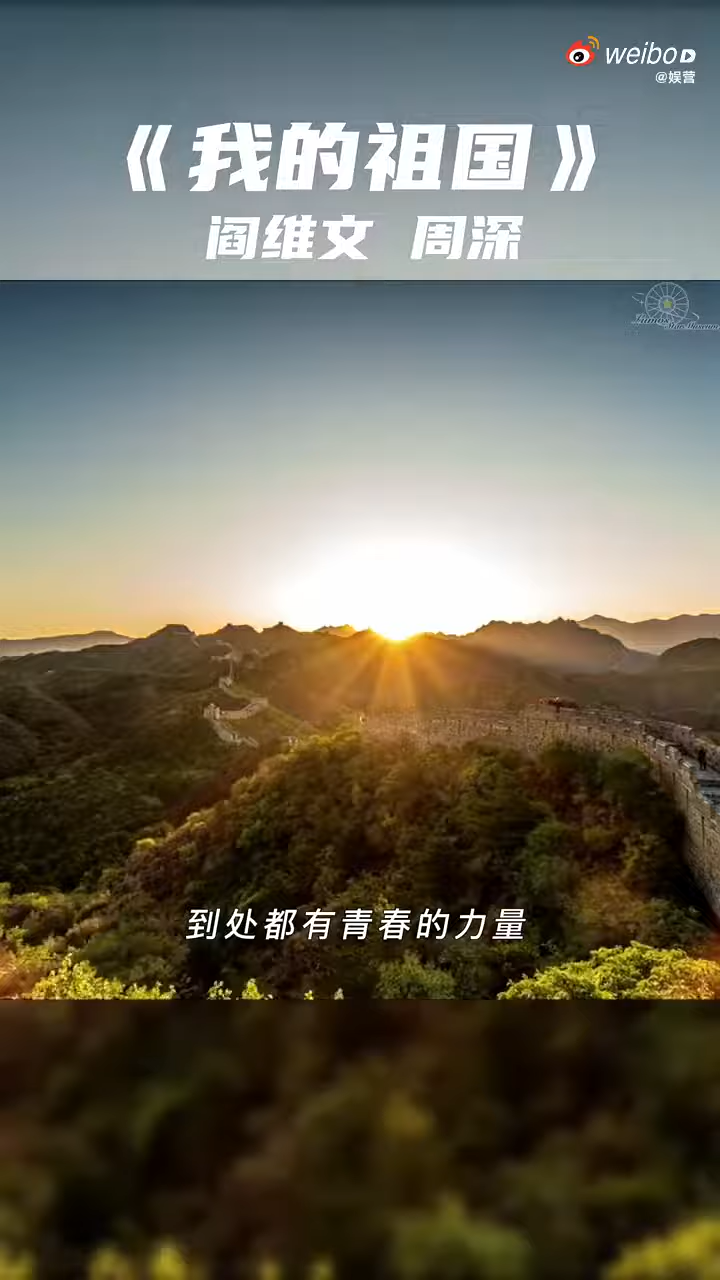 weibo
@娱营
《我的祖国》
阎维文 周深
到处都有青春的力量